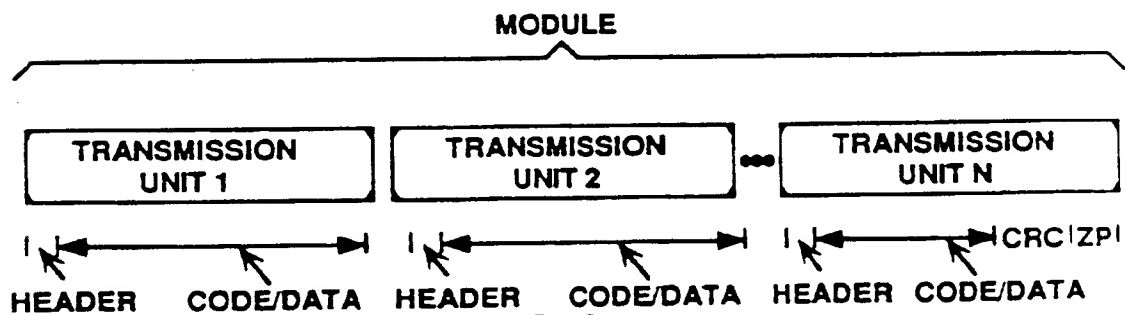 MODULE
TRANSMISSION UNIT 1
TRANSMISSION UNIT 2
TRANSMISSION UNIT N
CRC ZP
HEADER CODE/DATA HEADER CODE/DATA HEADER CODE/DATA